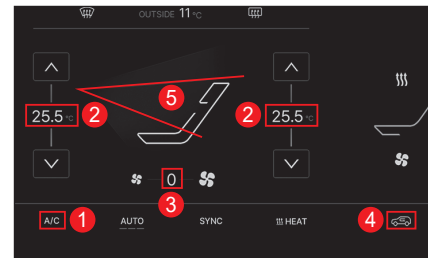 OUTSIDE 11 °C
5
25.5 °C 2 2 25.5 °C
0
3
A/C 1 AUTO SYNC HEAT 4